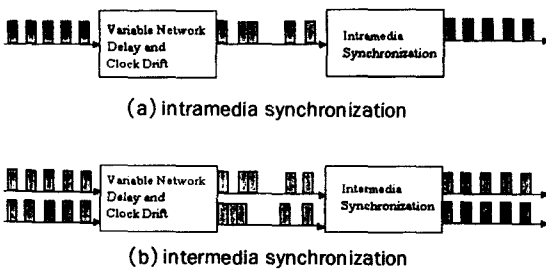 Variable Network
Delay and
Clock Drift
Intramedia
Synchronization
(a) intramedia synchronization
Variable Network
Delay and
Clock Drift
Intermedia
Synchronization
(b) intermedia synchronization